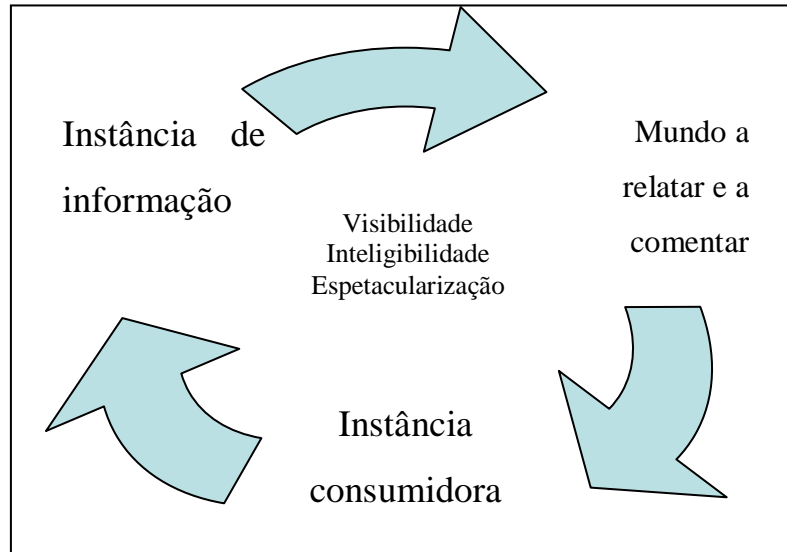 Instância de
informação
Mundo a
relatar e a
comentar
Visibilidade
Inteligibilidade
Espetacularização
Instância
consumidora